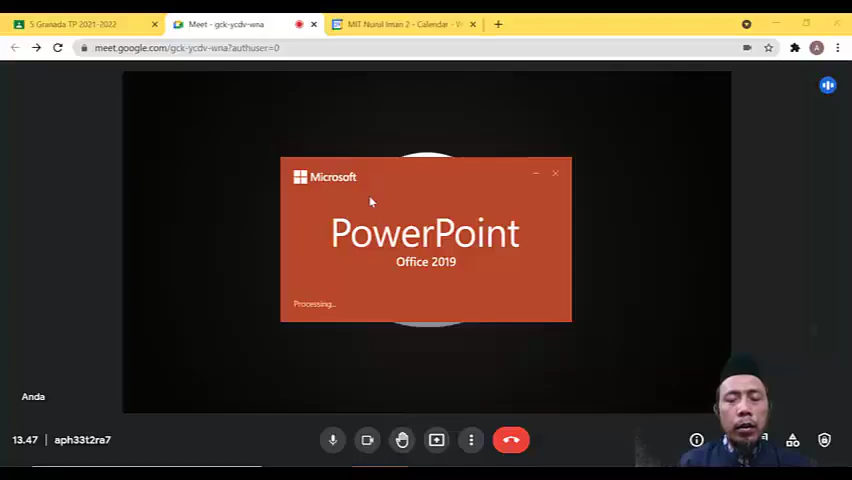 5 Granada TP 2021-2022
Meet - gck-ycdv-wna
MIT Nurul Iman 2 - Calendar - W
meet.google.com/gck-ycdv-wna?authuser=0
A
Microsoft
PowerPoint
Office 2019
Processing...
Anda
13.47 | aph33t2ra7